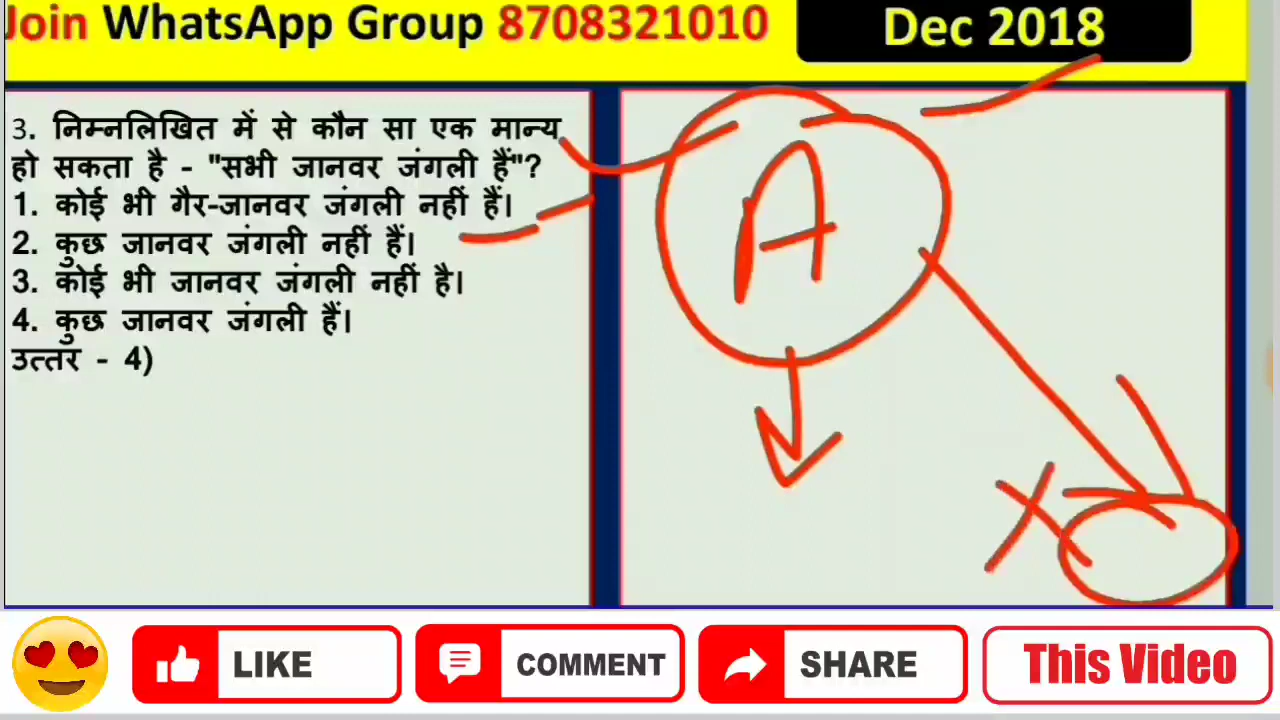 Join WhatsApp Group 8708321010
Dec 2018
3. निम्नलिखित में से कौन सा एक मान्य
हो सकता है - "सभी जानवर जंगली हैं"?
1. कोई भी गैर-जानवर जंगली नहीं हैं।
2. कुछ जानवर जंगली नहीं हैं।
3. कोई भी जानवर जंगली नहीं है।
4. कुछ जानवर जंगली हैं।
उत्तर - 4)
A
X
LIKE
COMMENT
SHARE
This Video